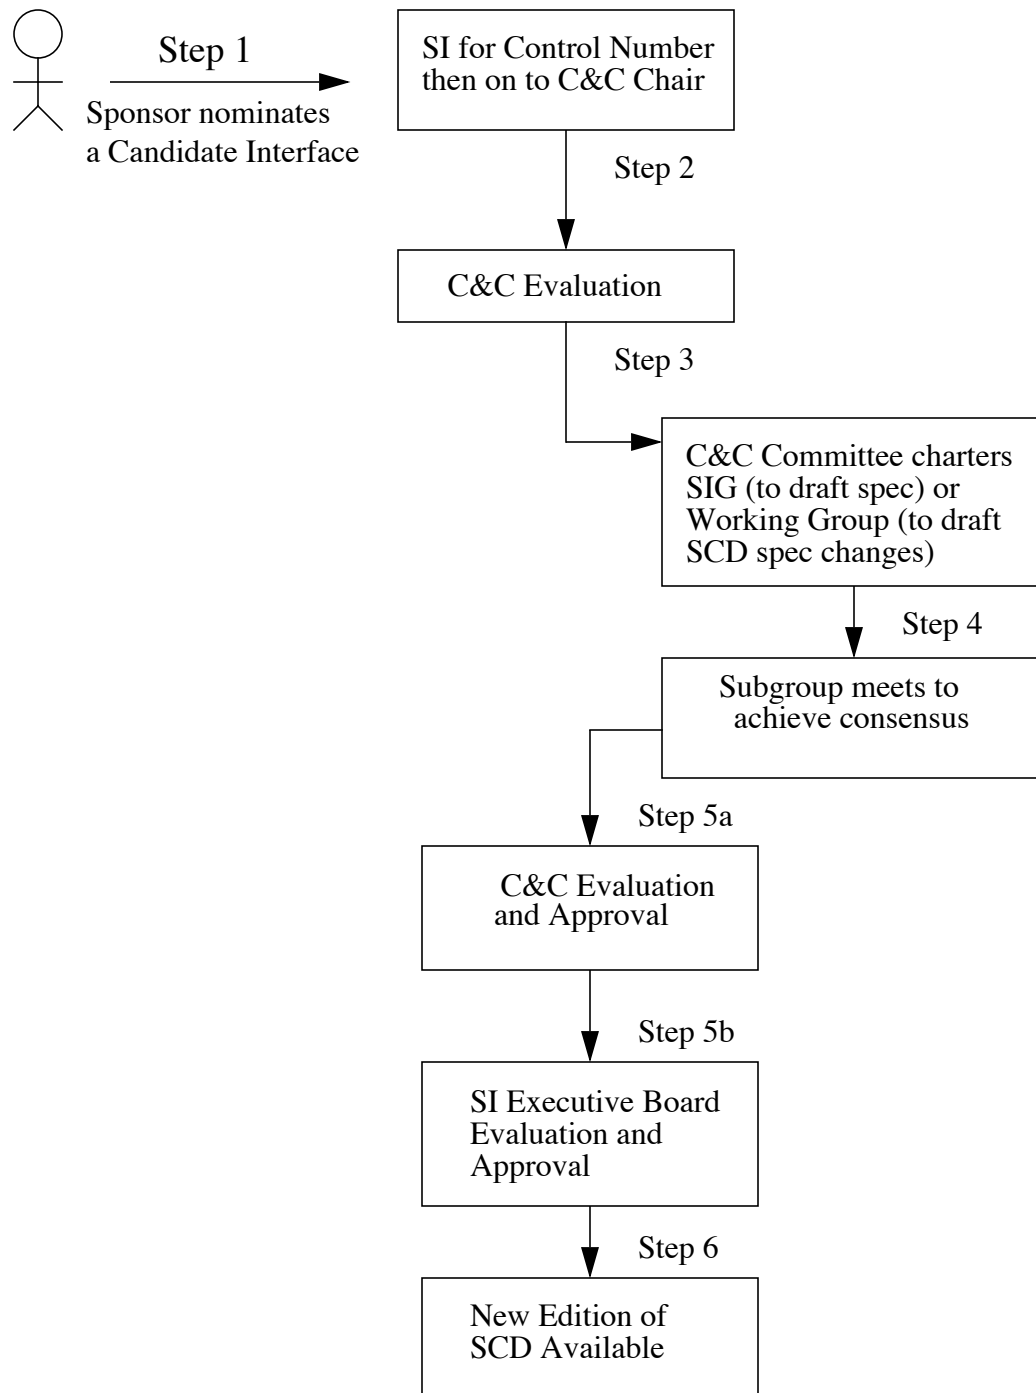 Step 1
Sponsor nominates
a Candidate Interface
SI for Control Number
then on to C&C Chair
Step 2
C&C Evaluation
Step 3
C&C Committee charters
SIG (to draft spec) or
Working Group (to draft
SCD spec changes)
Step 4
Subgroup meets to
achieve consensus
Step 5a
C&C Evaluation
and Approval
Step 5b
SI Executive Board
Evaluation and
Approval
Step 6
New Edition of
SCD Available